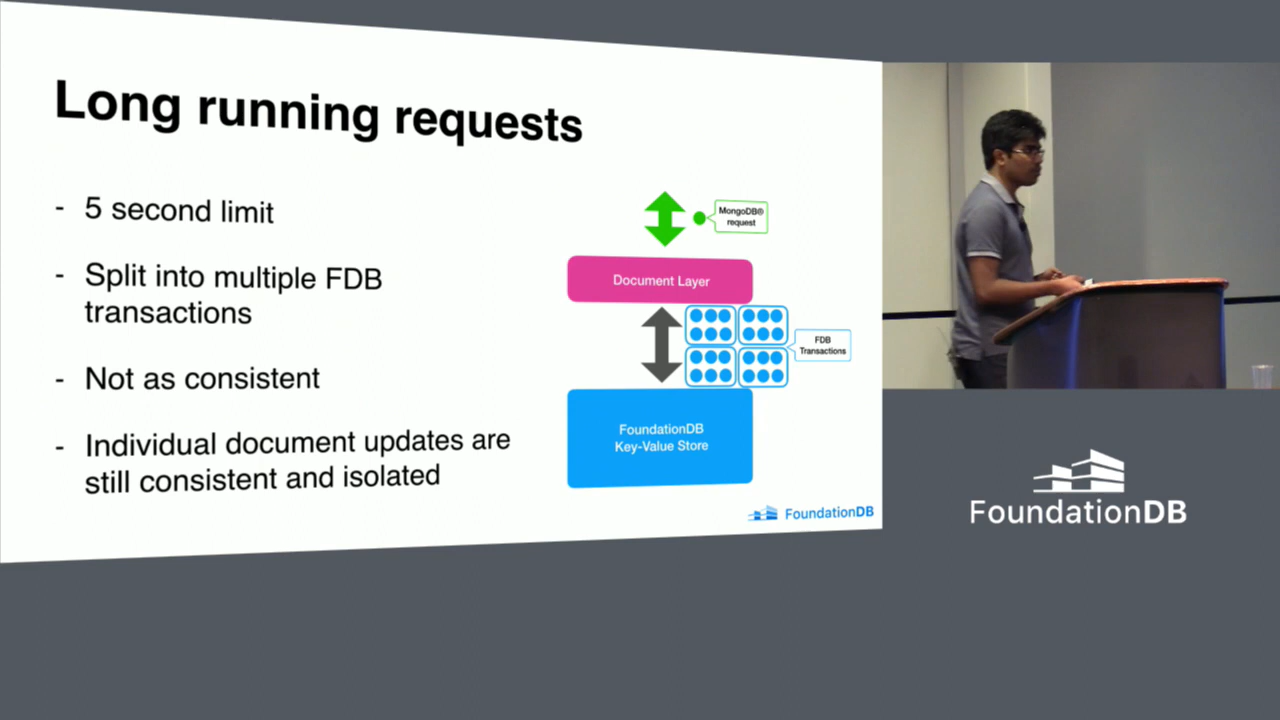 Long running requests
- 5 second limit
- Split into multiple FDB
transactions
- Not as consistent
- Individual document updates are
still consistent and isolated
MongoDB®
request
Document Layer
FDB
Transactions
FoundationDB
Key-Value Store
FoundationDB
FoundationDB